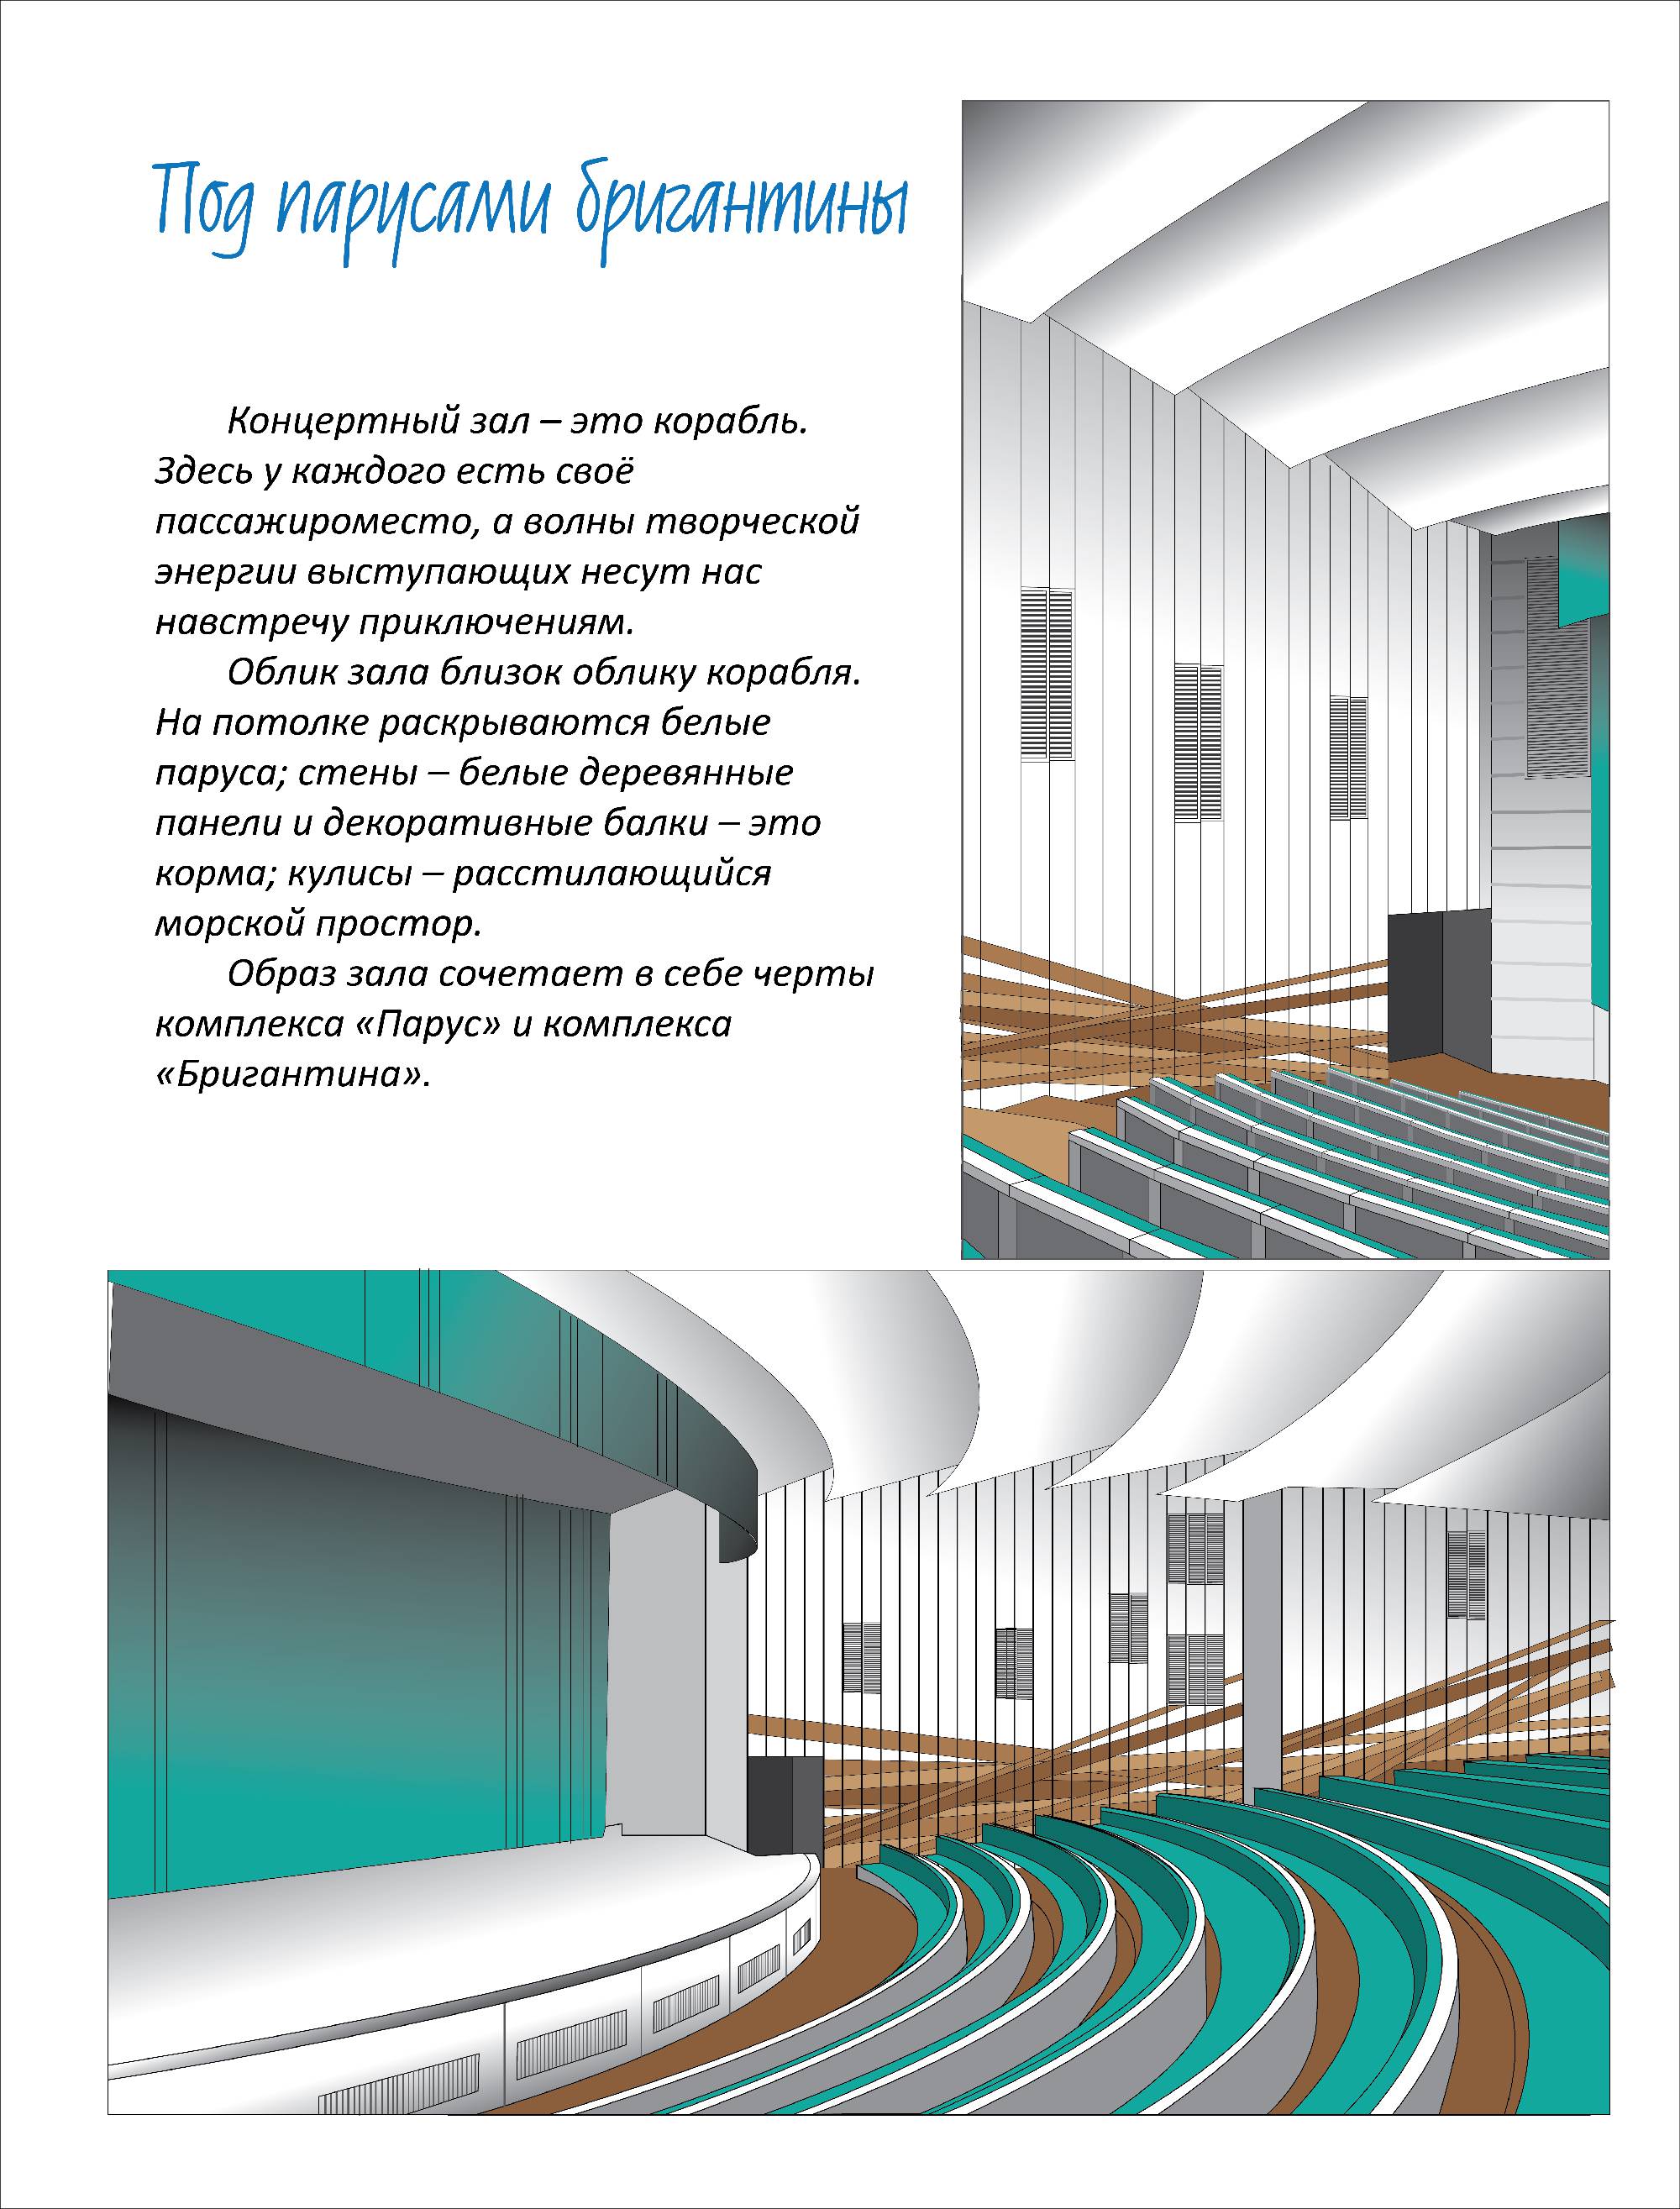 Под парусами бригантины
Концертный зал – это корабль.
Здесь у каждого есть своё
пассажироместо, а волны творческой
энергии выступающих несут нас
навстречу приключениям.
Облик зала близок облику корабля.
На потолке раскрываются белые
паруса; стены – белые деревянные
панели и декоративные балки – это
корма; кулисы – расстилающийся
морской простор.
Образ зала сочетает в себе черты
комплекса «Парус» и комплекса
«Бригантина».